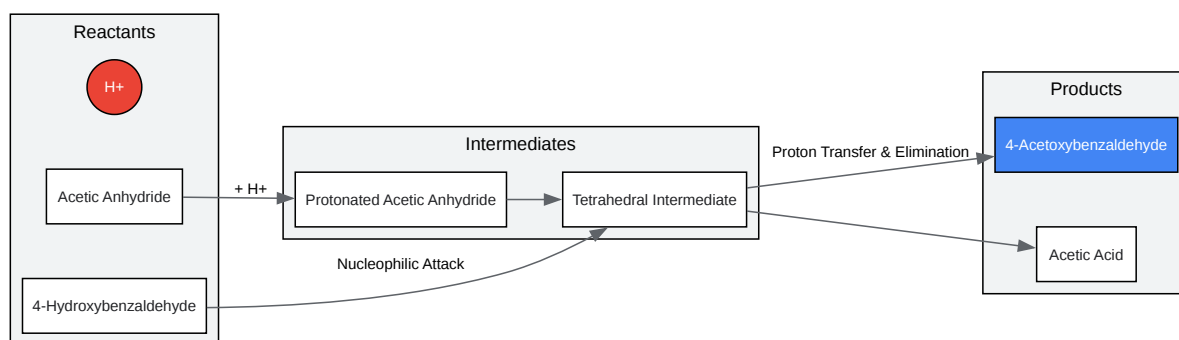 Reactants
H+
Acetic Anhydride
4-Hydroxybenzaldehyde
+ H+
Intermediates
Protonated Acetic Anhydride
Tetrahedral Intermediate
Nucleophilic Attack
Proton Transfer & Elimination
Products
4-Acetoxybenzaldehyde
Acetic Acid